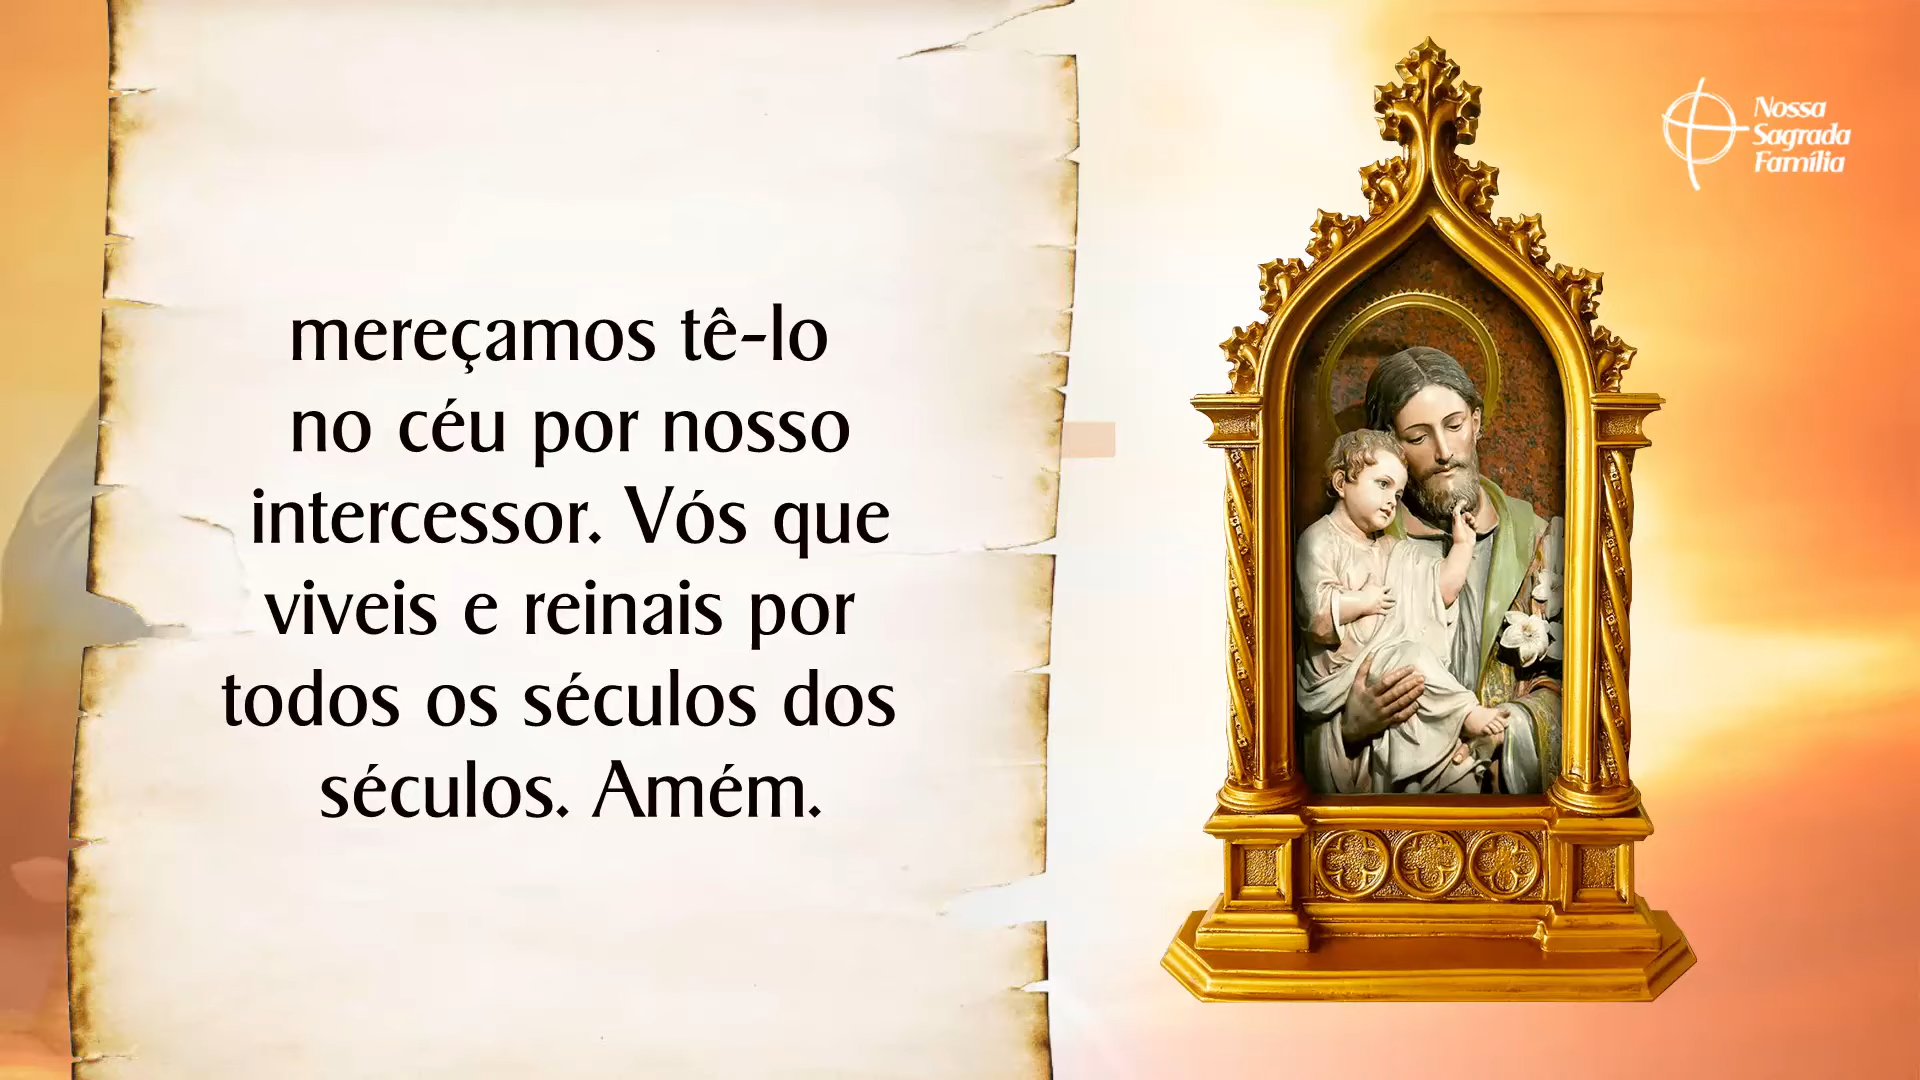 mereçamos tê-lo
no céu por nosso
intercessor. Vós que
viveis e reinais por
todos os séculos dos
séculos. Amém.
Nossa
Sagrada
Família